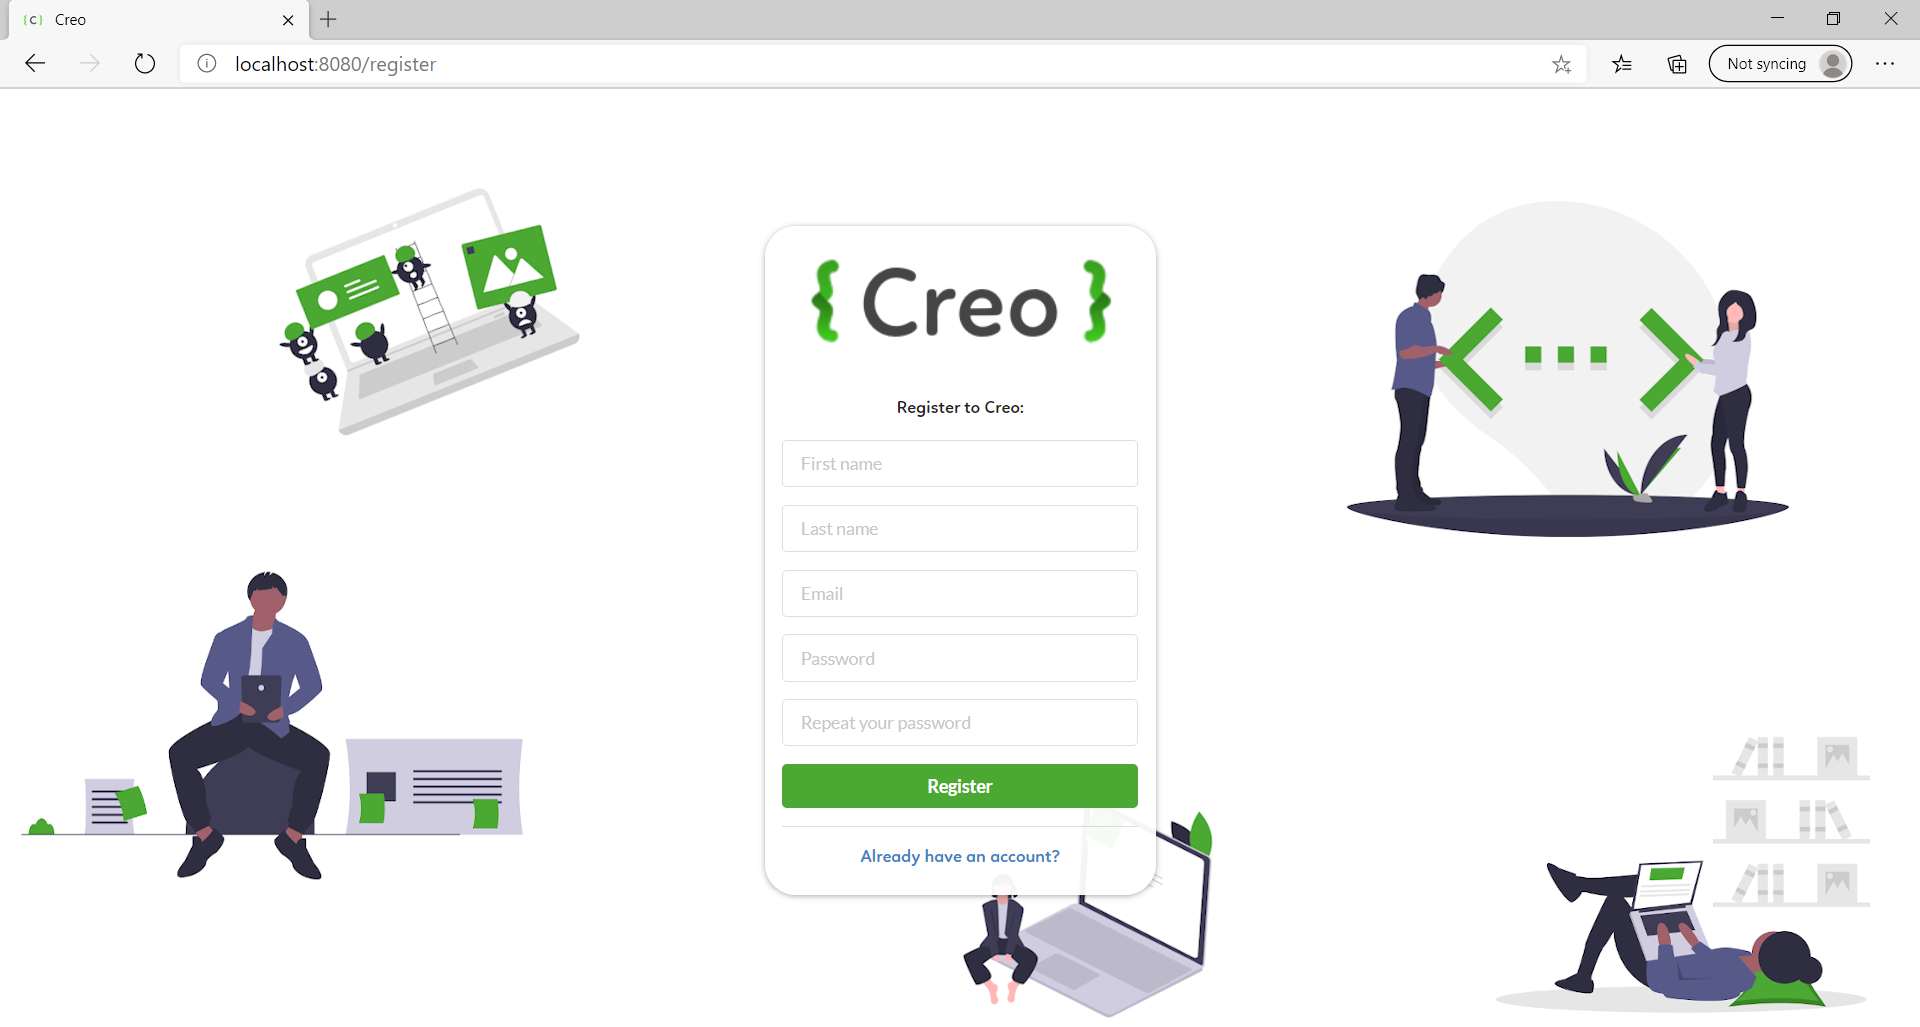 {C} Creo
localhost:8080/register
Not syncing
{ Creo }
Register to Creo:
First name
Last name
Email
Password
Repeat your password
Register
Already have an account?